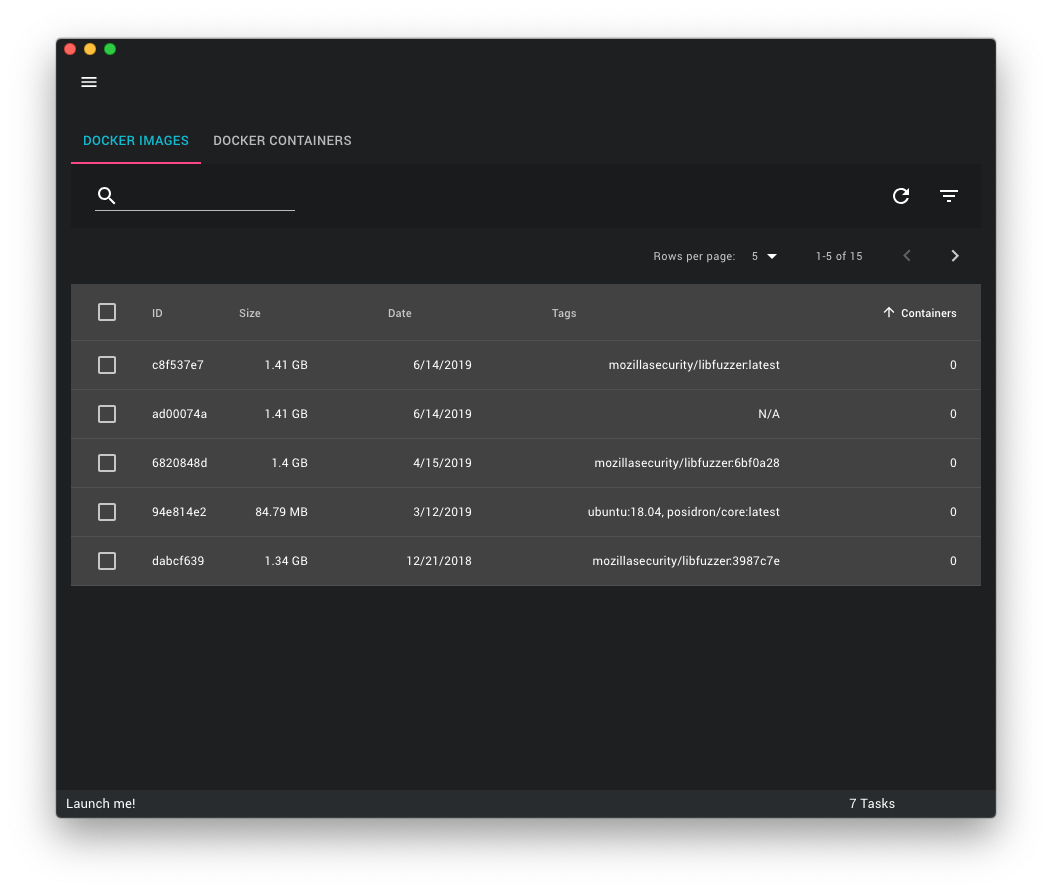 DOCKER IMAGES DOCKER CONTAINERS
Rows per page: 5 1-5 of 15
ID Size Date Tags Containers
c8f537e7 1.41 GB 6/14/2019 mozillasecurity/libfuzzer:latest 0
ad00074a 1.41 GB 6/14/2019 N/A 0
6820848d 1.4 GB 4/15/2019 mozillasecurity/libfuzzer:6bf0a28 0
94e814e2 84.79 MB 3/12/2019 ubuntu:18.04, posidron/core:latest 0
dabcf639 1.34 GB 12/21/2018 mozillasecurity/libfuzzer:3987c7e 0
Launch me! 7 Tasks